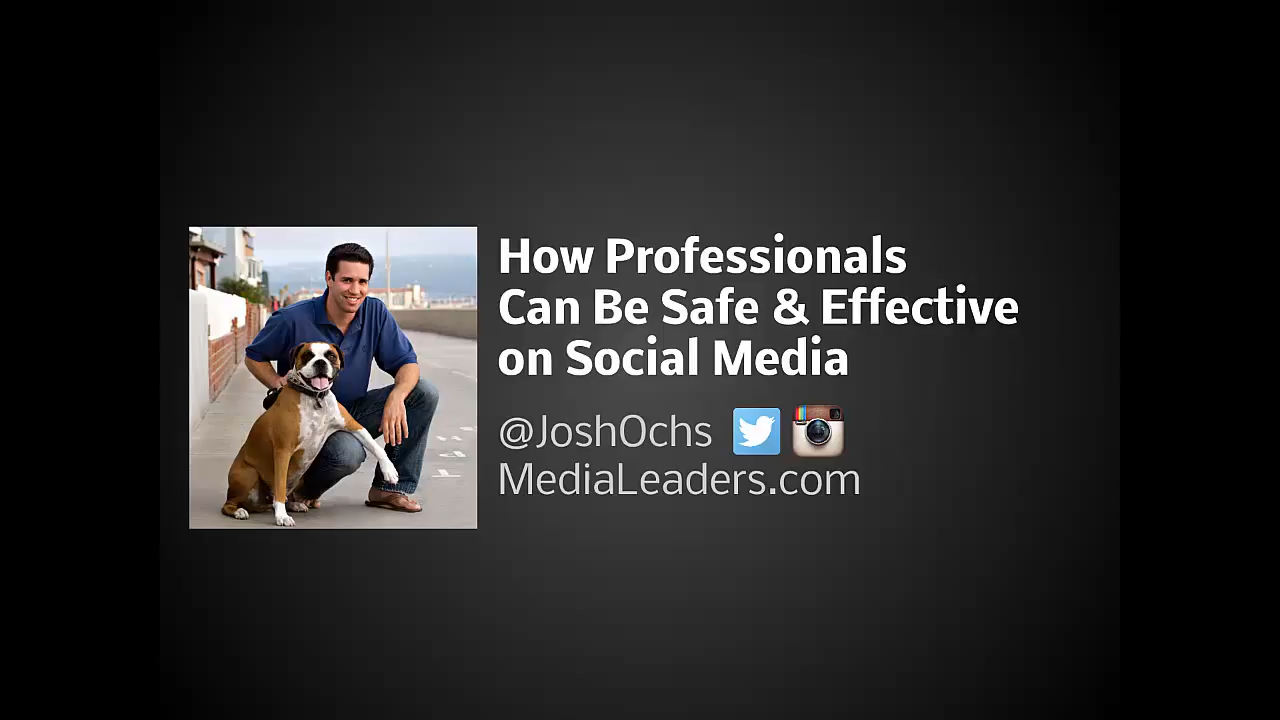 How Professionals
Can Be Safe & Effective
on Social Media
@JoshOchs
MediaLeaders.com